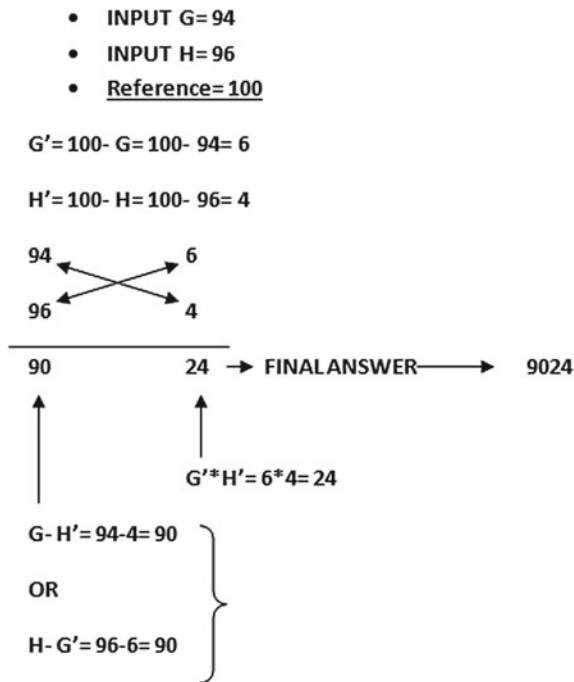 • INPUT G= 94
• INPUT H= 96
• Reference= 100
G’= 100- G= 100- 94= 6
H’= 100- H= 100- 96= 4
94 6
96 4
90 24 FINALANSWER 9024
G’*H’= 6*4= 24
G- H’= 94-4= 90
OR
H- G’= 96-6= 90